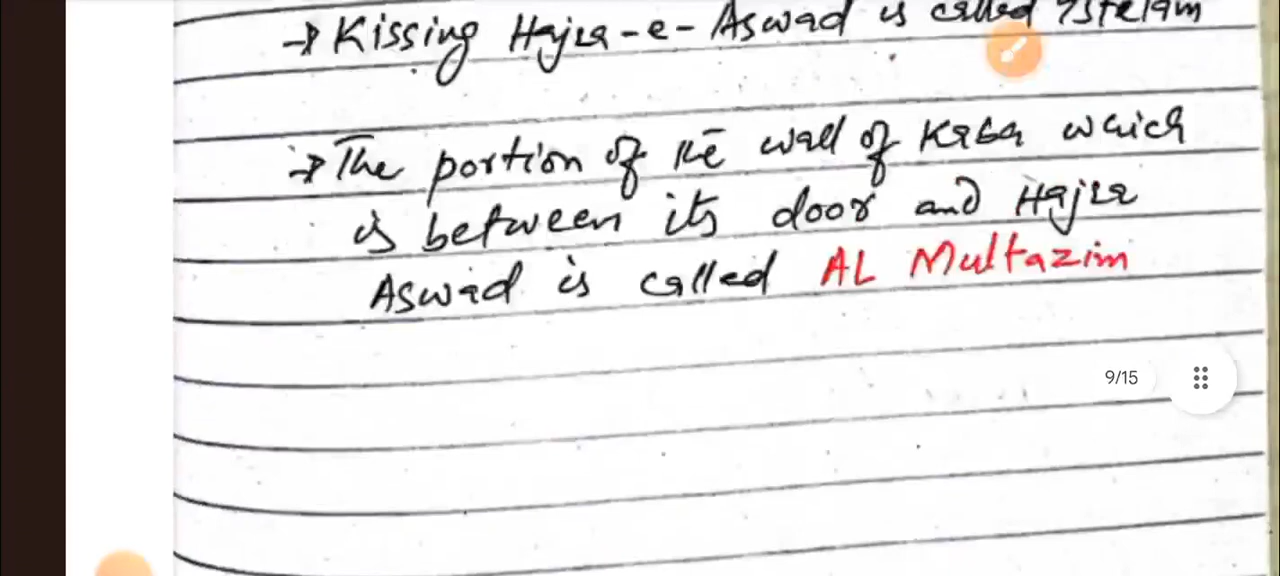 → Kissing Hajra-e-Aswad is called Istelam
→ The portion of the wall of Kaba which
is between its door and Hajra
Aswad is called AL Multazim
9/15